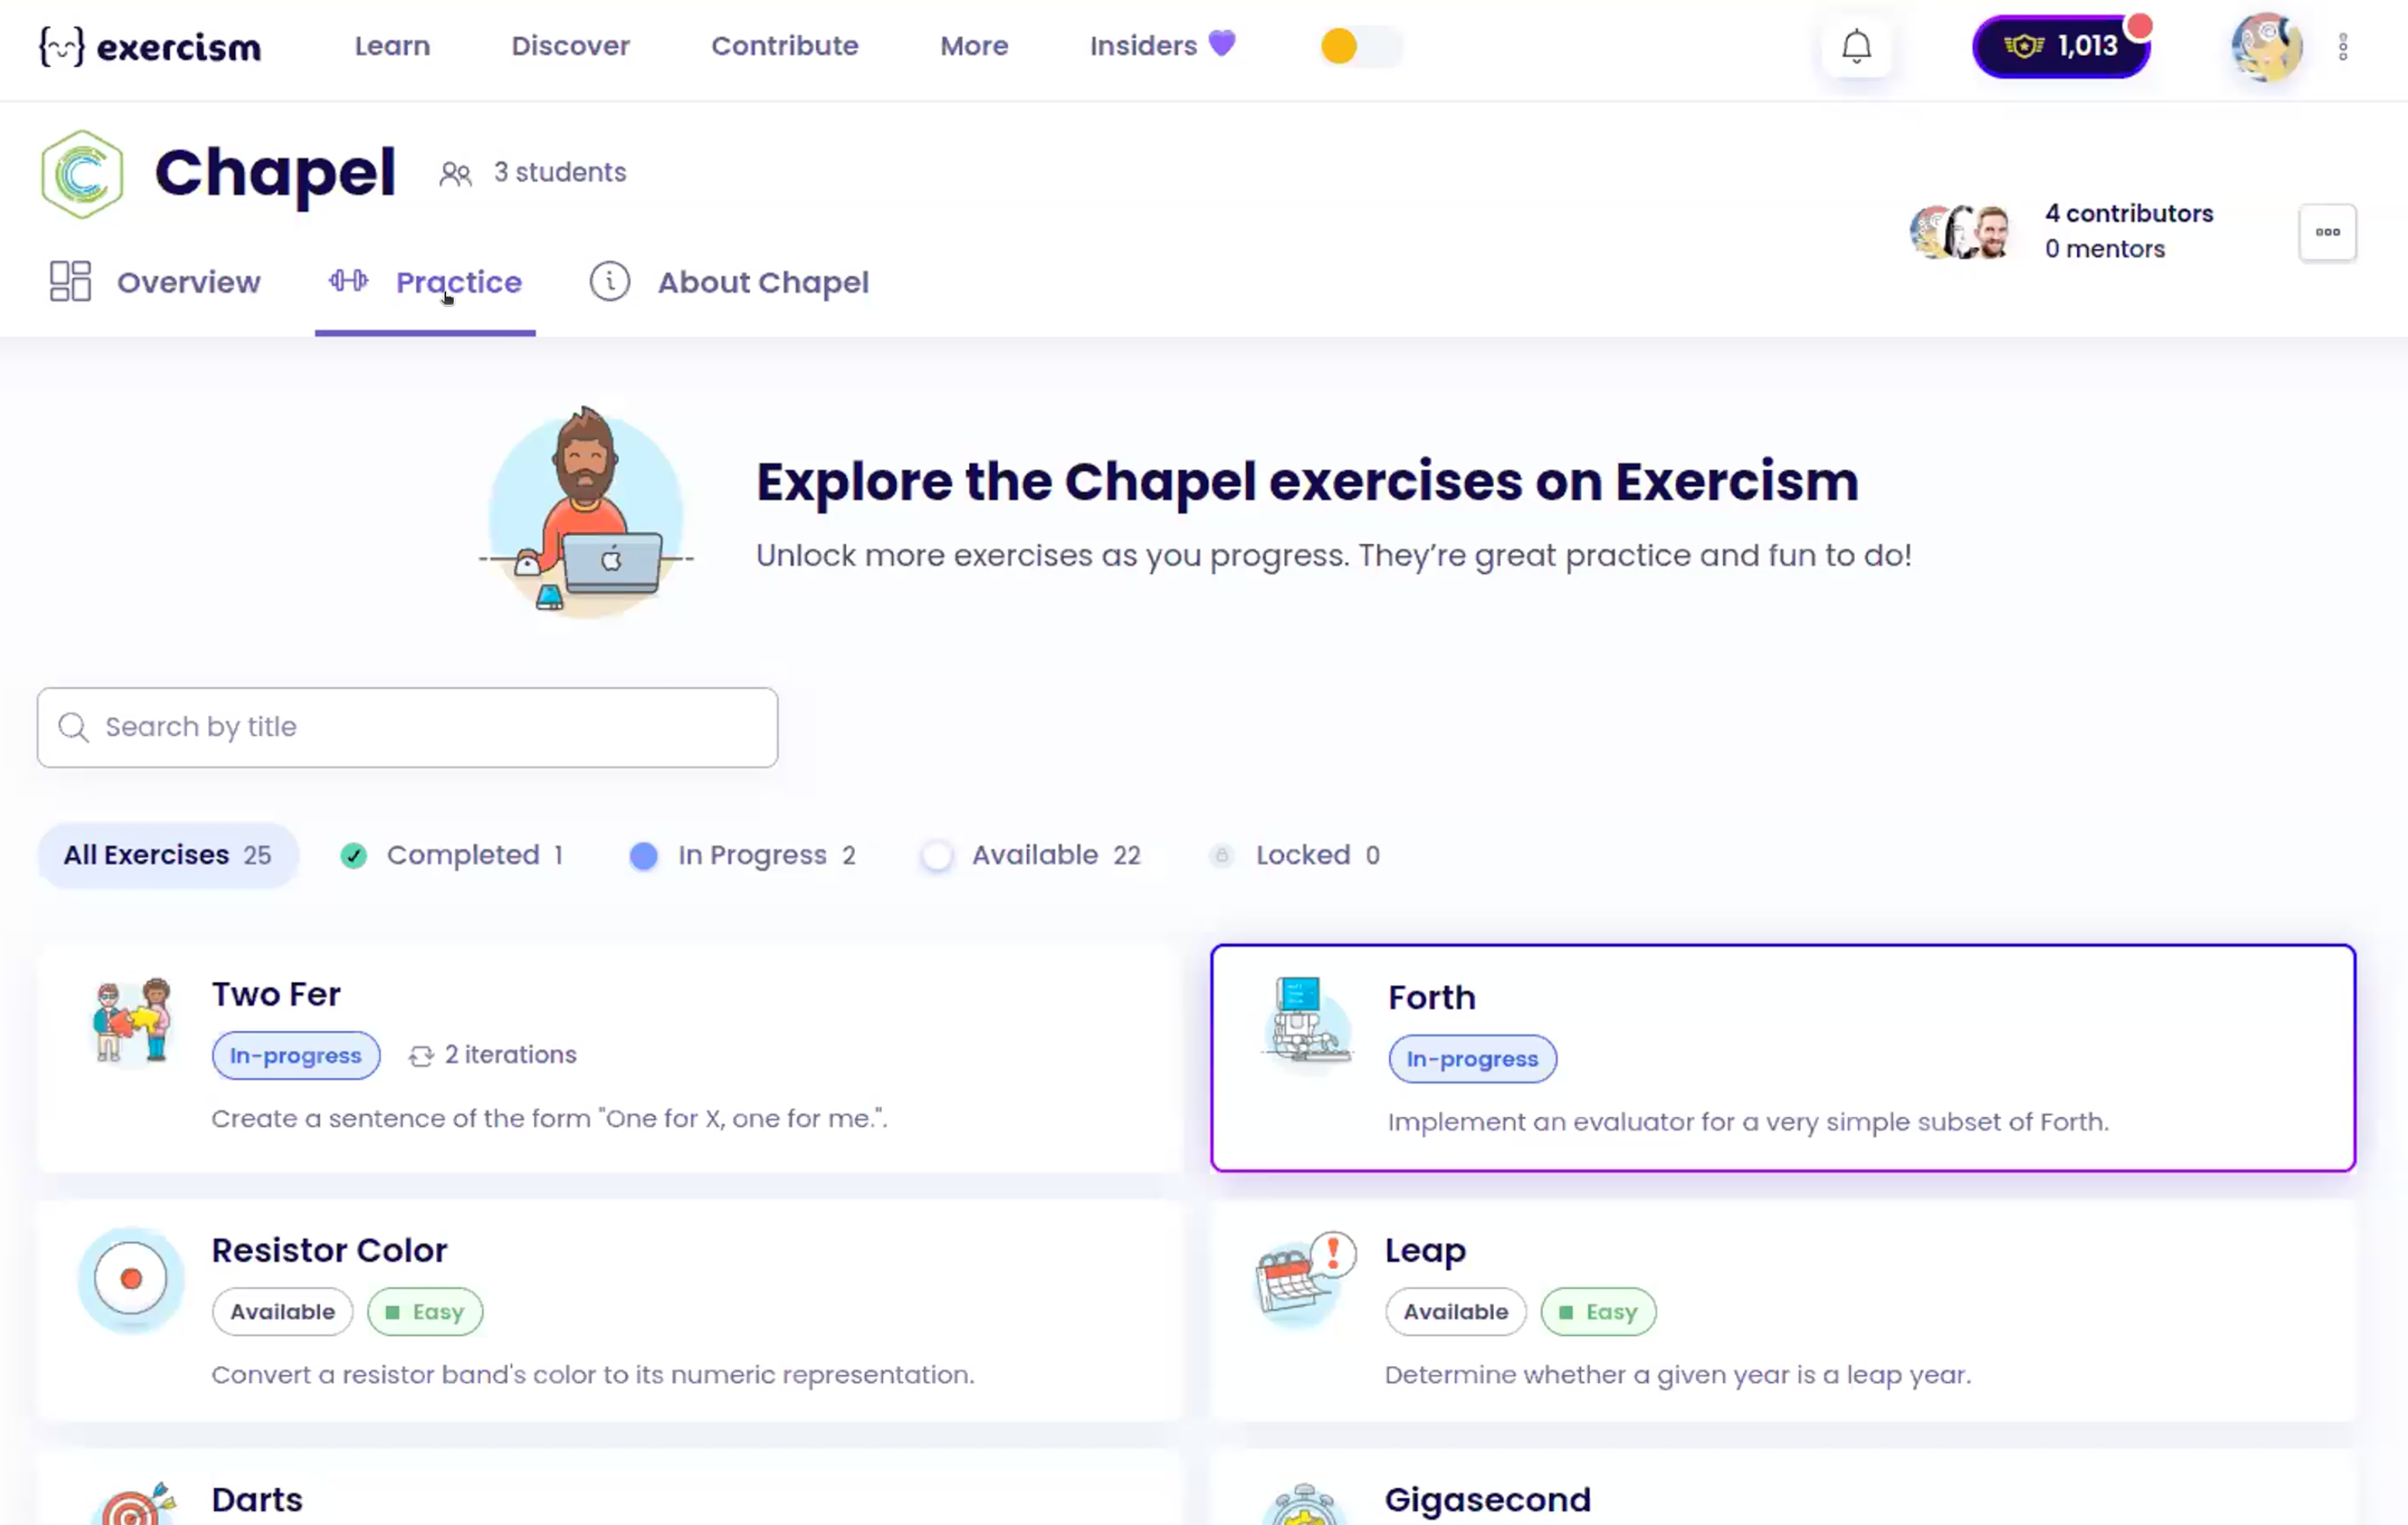 exercism Learn Discover Contribute More Insiders 1,013
Chapel 3 students
4 contributors
0 mentors
Overview Practice About Chapel
Explore the Chapel exercises on Exercism
Unlock more exercises as you progress. They’re great practice and fun to do!
Search by title
All Exercises 25 Completed 1 In Progress 2 Available 22 Locked 0
Two Fer
In-progress 2 iterations
Create a sentence of the form "One for X, one for me.".
Forth
In-progress
Implement an evaluator for a very simple subset of Forth.
Resistor Color
Available Easy
Convert a resistor band's color to its numeric representation.
Leap
Available Easy
Determine whether a given year is a leap year.
Darts
Gigasecond